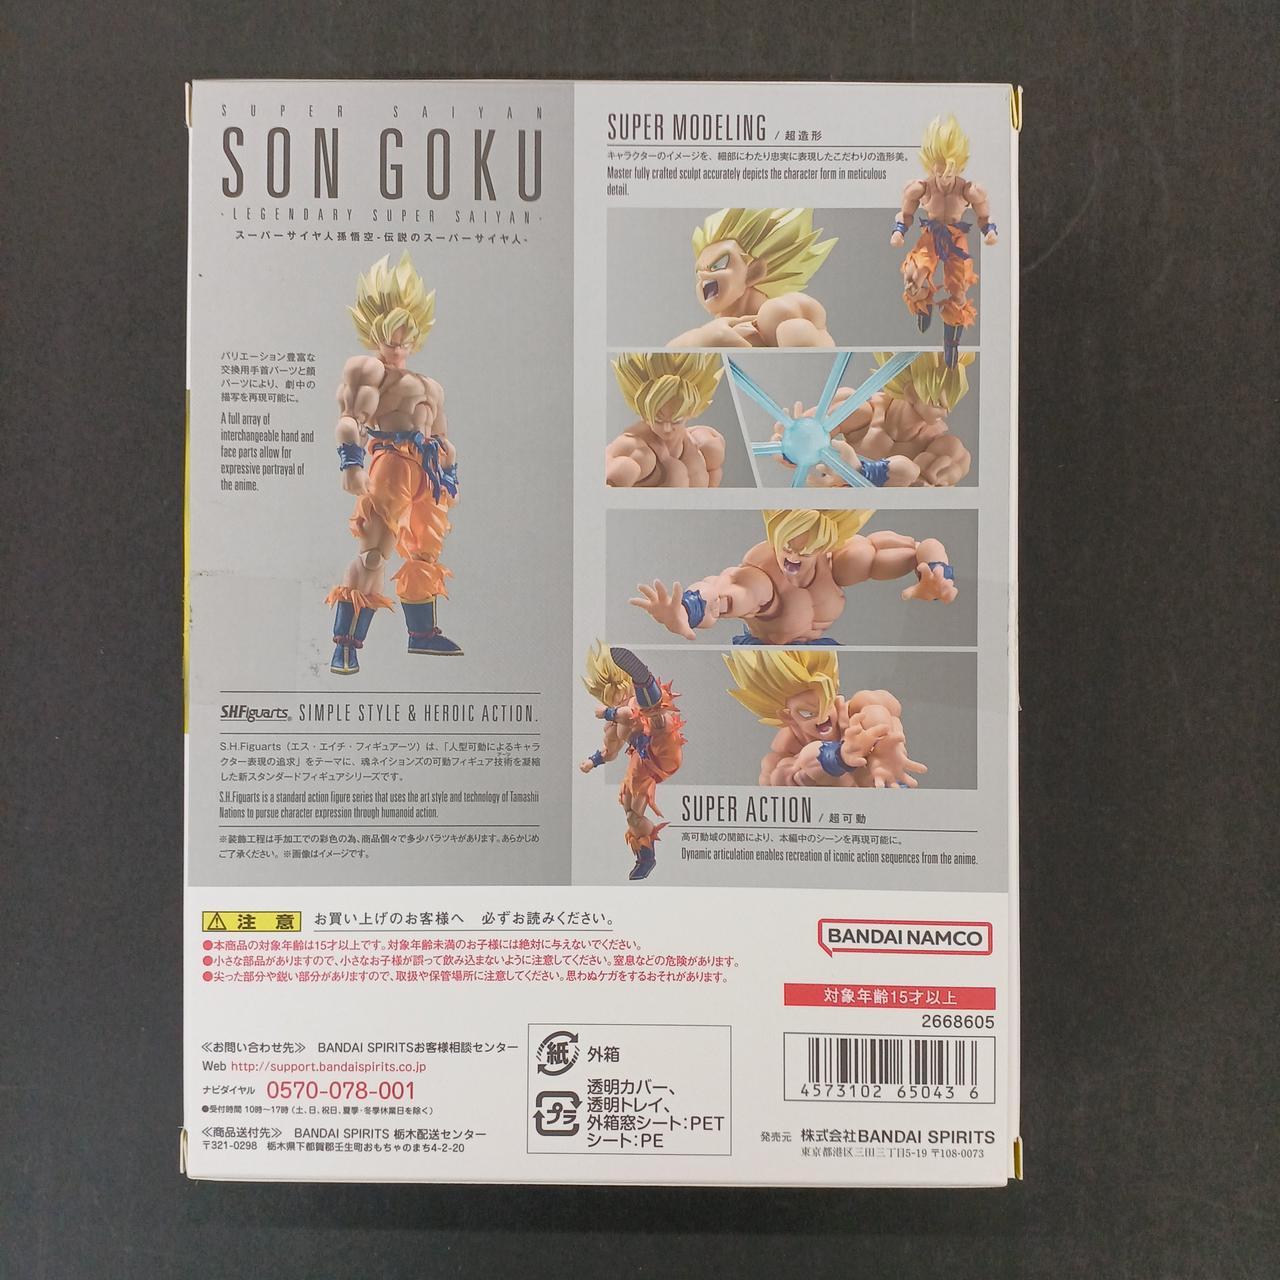 SUPER SAIYAN
SON GOKU
・LEGENDARY SUPER SAIYAN・
スーパーサイヤ人孫悟空-伝説のスーパーサイヤ人-
バリエーション豊富な
交換用手首パーツと顔
パーツにより、劇中の
描写を再現可能に。
A full array of
interchangeable hand and
face parts allow for
expressive portrayal of
the anime.
S.H.Figuarts® SIMPLE STYLE & HEROIC ACTION.
S.H.Figuarts（エス・エイチ・フィギュアーツ）は、「人型可動によるキャラ
クター表現の追求」をテーマに、魂ネイションズの可動フィギュア技術を凝縮
した新スタンダードフィギュアシリーズです。
S.H.Figuarts is a standard action figure series that uses the art style and technology of Tamashii
Nations to pursue character expression through humanoid action.
※装飾工程は手加工での彩色の為、商品個々で多少バラツキがあります。あらかじめ
ご了承ください。※画像はイメージです。
SUPER MODELING / 超造形
キャラクターのイメージを、細部にわたり忠実に表現したこだわりの造形美。
Master fully crafted sculpt accurately depicts the character form in meticulous
detail.
SUPER ACTION / 超可動
高可動域の関節により、本編中のシーンを再現可能に。
Dynamic articulation enables recreation of iconic action sequences from the anime.
⚠注意 お買い上げのお客様へ 必ずお読みください。
●本商品の対象年齢は15才以上です。対象年齢未満のお子様には絶対に与えないでください。
●小さな部品がありますので、小さなお子様が誤って飲み込まないように注意してください。窒息などの危険があります。
●尖った部分や鋭い部分がありますので、取扱や保管場所に注意してください。思わぬケガをするおそれがあります。
BANDAI NAMCO
対象年齢15才以上
2668605
4573102 65043 6
発売元 株式会社BANDAI SPIRITS
東京都港区三田三丁目5-19 〒108-0073
≪お問い合わせ先≫ BANDAI SPIRITSお客様相談センター
Web http://support.bandaispirits.co.jp
ナビダイヤル 0570-078-001
●受付時間 10時〜17時（土、日、祝日、夏季・冬季休業日を除く）
≪商品送付先≫ BANDAI SPIRITS 栃木配送センター
〒321-0298 栃木県下都賀郡壬生町おもちゃのまち4-2-20
紙 外箱
プラ 透明カバー、
透明トレイ、
外箱窓シート：PET
シート：PE